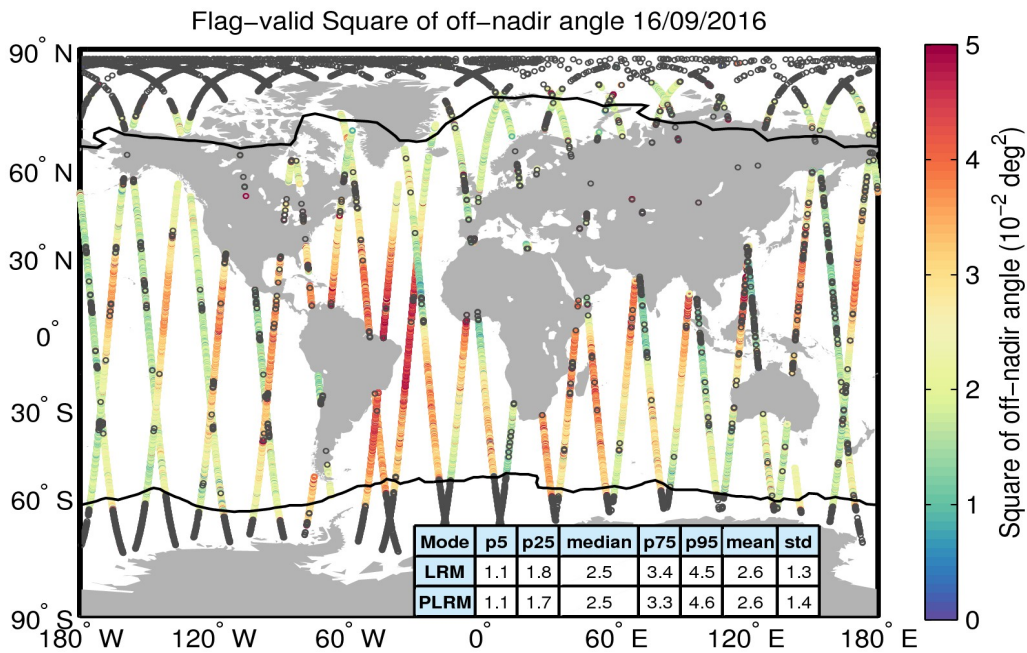 Flag−valid Square of off−nadir angle 16/09/2016
90° N
60° N
30° N
0°
30° S
60° S
90° S
180° W
120° W
60° W
0°
60° E
120° E
180° E
Mode p5 p25 median p75 p95 mean std
LRM 1.1 1.8 2.5 3.4 4.5 2.6 1.3
PLRM 1.1 1.7 2.5 3.3 4.6 2.6 1.4
5
4
3
2
1
0
Square of off−nadir angle (10⁻² deg²)